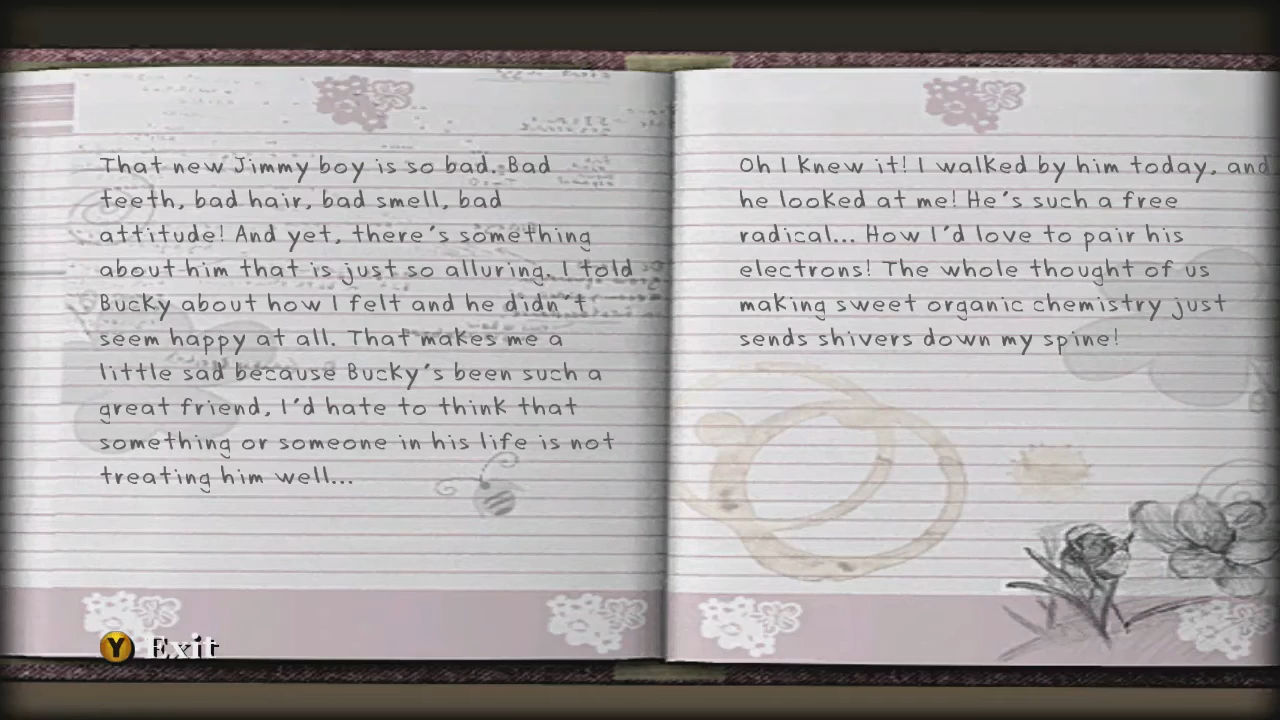 That new Jimmy boy is so bad. Bad
teeth, bad hair, bad smell, bad
attitude! And yet, there's something
about him that is just so alluring. I told
Bucky about how I felt and he didn't
seem happy at all. That makes me a
little sad because Bucky's been such a
great friend, I'd hate to think that
something or someone in his life is not
treating him well...
Oh I knew it! I walked by him today, and
he looked at me! He's such a free
radical... How I'd love to pair his
electrons! The whole thought of us
making sweet organic chemistry just
sends shivers down my spine!
Y Exit